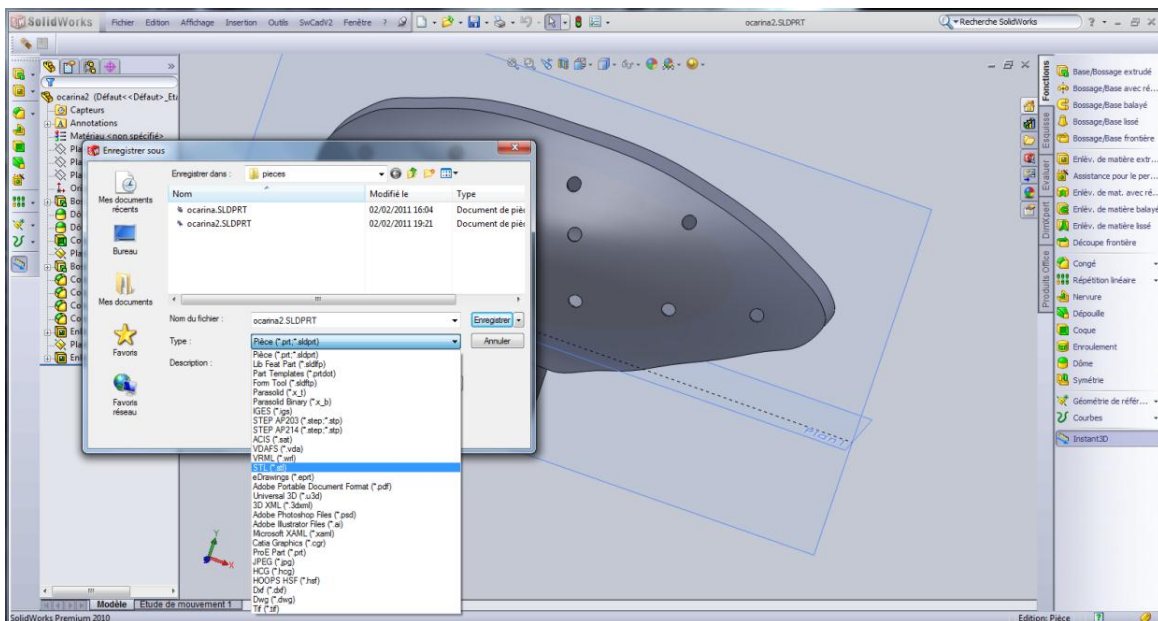 SolidWorks Fichier Edition Affichage Insertion Outils SwCadV2 Fenêtre ? ocarina2.SLDPRT Recherche SolidWorks ?
ocarina2 (Défaut<<Défaut>_Eta
Capteurs
Annotations
Matériau <non spécifié>
Enregistrer sous
Enregistrer dans : pieces
Nom Modifié le Type
ocarina.SLDPRT 02/02/2011 16:04 Document de piè
ocarina2.SLDPRT 02/02/2011 19:21 Document de piè
Mes documents récents
Bureau
Mes documents
Favoris
Favoris réseau
Nom du fichier : ocarina2.SLDPRT Enregistrer
Type : Pièce (*.prt;*.sldprt) Annuler
Description :
Pièce (*.prt;*.sldprt)
Lib Feat Part (*.sldlfp)
Part Templates (*.prtdot)
Form Tool (*.sldftp)
Parasolid (*.x_t)
Parasolid Binary (*.x_b)
IGES (*.igs)
STEP AP203 (*.step;*.stp)
STEP AP214 (*.step;*.stp)
ACIS (*.sat)
VDAFS (*.vda)
VRML (*.wrl)
STL (*.stl)
eDrawings (*.eprt)
Adobe Portable Document Format (*.pdf)
Universal 3D (*.u3d)
3D XML (*.3dxml)
Adobe Photoshop Files (*.psd)
Adobe Illustrator Files (*.ai)
Microsoft XAML (*.xaml)
Catia Graphics (*.cgr)
ProE Part (*.prt)
JPEG (*.jpg)
HCG (*.hcg)
HOOPS HSF (*.hsf)
Dxf (*.dxf)
Dwg (*.dwg)
Tif (*.tif)
Plan1
Y
X
Fonctions
Esquisse
Evaluer
DimXpert
Produits Office
Base/Bossage extrudé
Bossage/Base avec ré...
Bossage/Base balayé
Bossage/Base lissé
Bossage/Base frontière
Enlèv. de matière extr...
Assistance pour le per...
Enlèv. de mat. avec ré...
Enlèv. de matière balayé
Enlèv. de matière lissé
Découpe frontière
Congé
Répétition linéaire
Nervure
Dépouille
Coque
Enroulement
Dôme
Symétrie
Géométrie de référ...
Courbes
Instant3D
Modèle Etude de mouvement 1
SolidWorks Premium 2010 Edition: Pièce